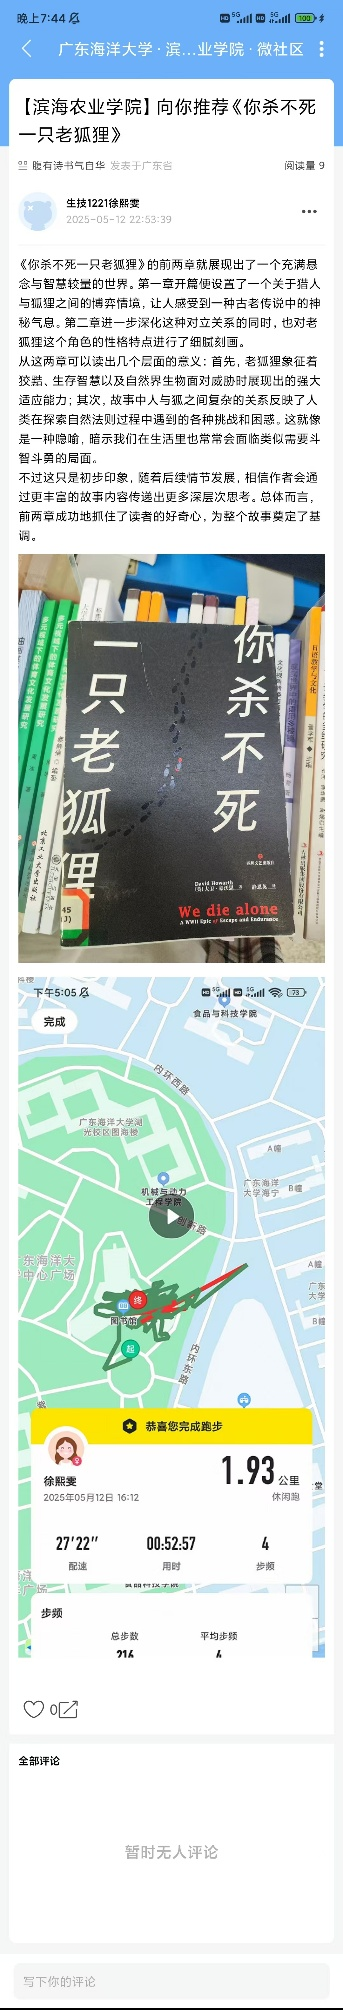 晚上7:44
广东海洋大学 · 滨...业学院 · 微社区
【滨海农业学院】向你推荐《你杀不死
一只老狐狸》
腹有诗书气自华 发表于广东省
阅读量 9
生技1221徐熙雯
2025-05-12 22:53:39
《你杀不死一只老狐狸》的前两章就展现出了一个充满悬
念与智慧较量的世界。第一章开篇便设置了一个关于猎人
与狐狸之间的博弈情境，让人感受到一种古老传说中的神
秘气息。第二章进一步深化这种对立关系的同时，也对老
狐狸这个角色的性格特点进行了细腻刻画。
从这两章可以读出几个层面的意义：首先，老狐狸象征着
狡黠、生存智慧以及自然界生物面对威胁时展现出的强大
适应能力；其次，故事中人与狐之间复杂的关系反映了人
类在探索自然法则过程中遇到的各种挑战和困惑。这就像
是一种隐喻，暗示我们在生活里也常常会面临类似需要斗
智斗勇的局面。
不过这只是初步印象，随着后续情节发展，相信作者会通
过更丰富的故事内容传递出更多深层次思考。总体而言，
前两章成功地抓住了读者的好奇心，为整个故事奠定了基
调。
你杀不死
一只老狐狸
David Howarth
We die alone
A WWII Epic of Escape and Endurance
下午5:05
73
完成
食品与科技学院
内环西路
广东海洋大学湖
光校区图海楼
A幢
广东海洋
大学海宁
B幢
机械与动力
工程学院
创新路
东海洋大
中心广场
A幢
B幢
终
图书馆
起
内环东路
恭喜您完成跑步
徐熙雯
2025年05月12日 16:12
1.93公里
休闲跑
27'22"
00:52:57
4
配速
用时
步频
步频
总步数
平均步频
216
4
0
全部评论
暂时无人评论
写下你的评论